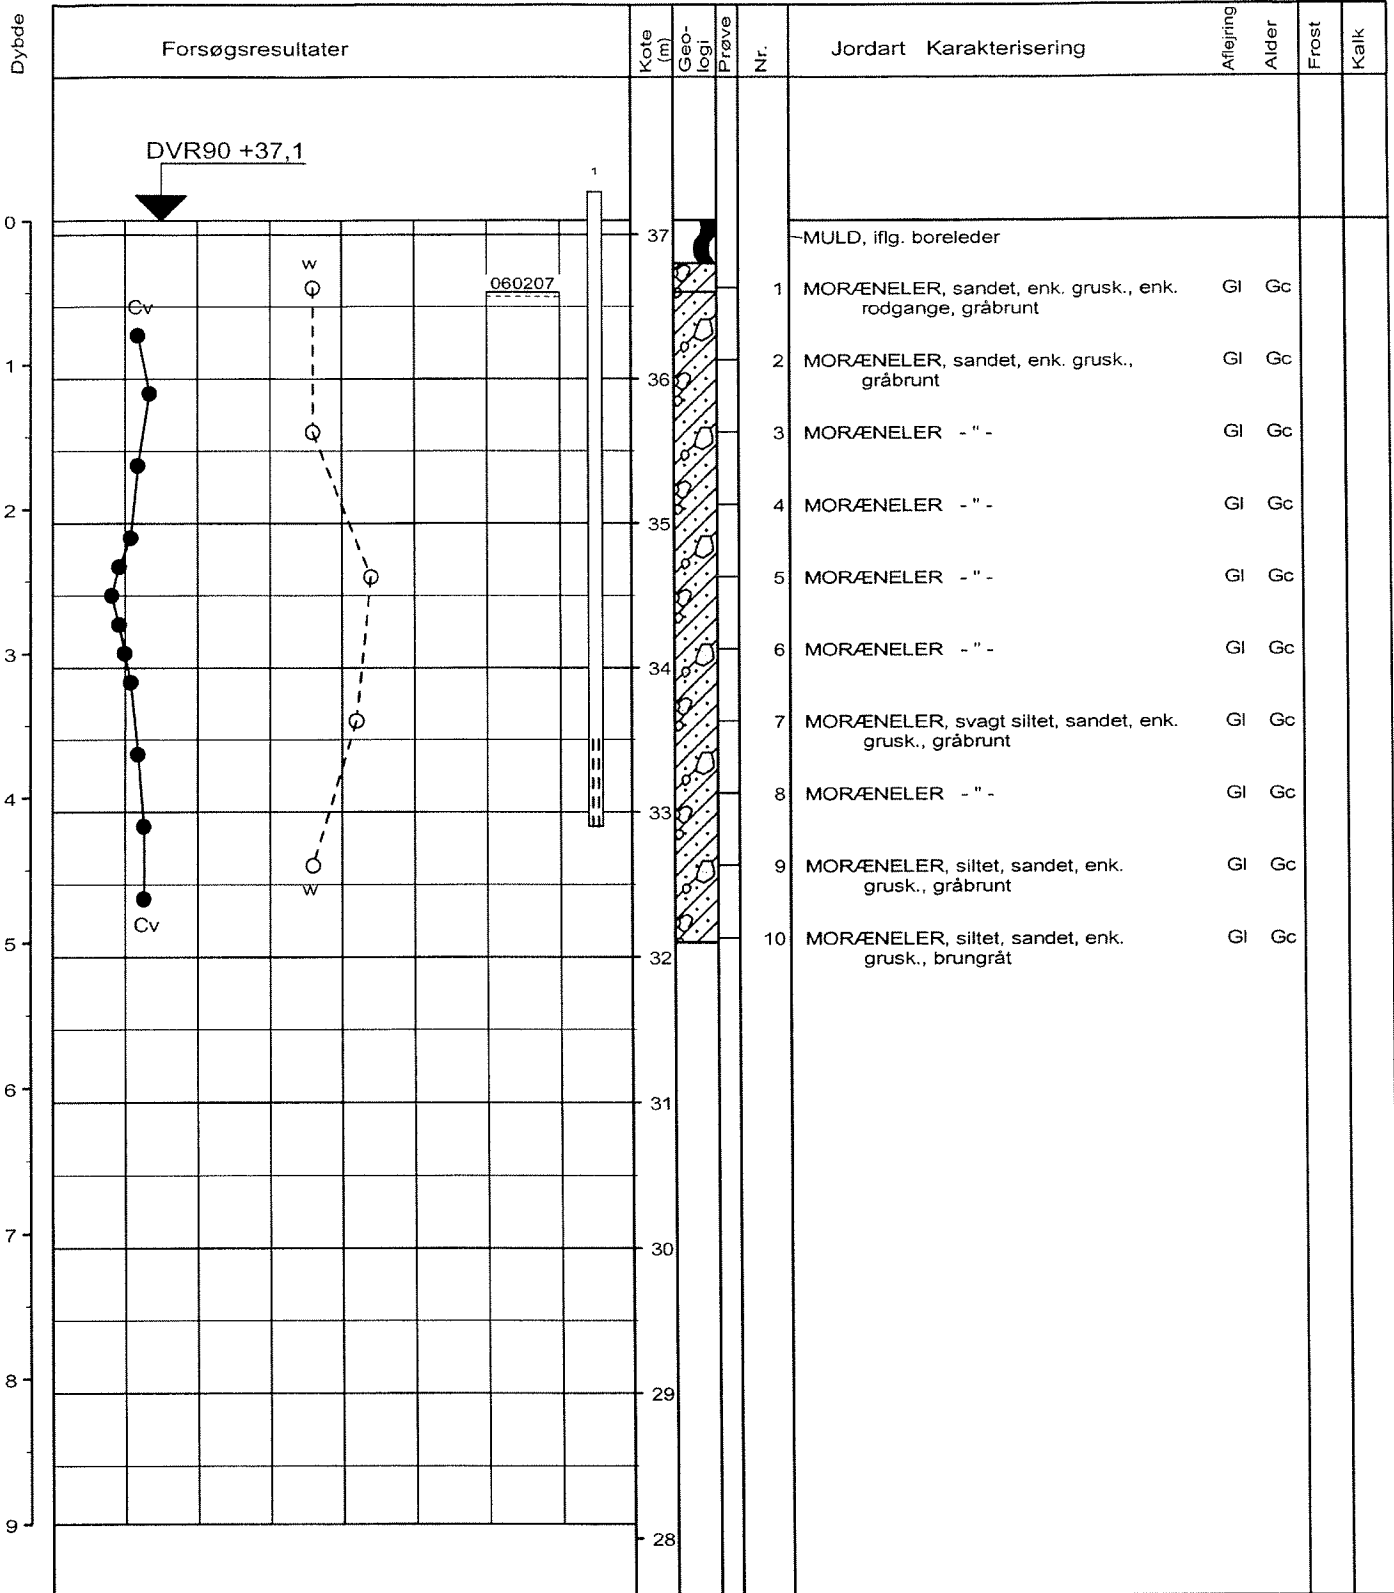 Dybde
Forsøgsresultater
Kote (m)
Geo-
logi
Prøve
Nr.
Jordart Karakterisering
Aflejring
Alder
Frost
Kalk
DVR90 +37,1
1
0
37
MULD, iflg. boreleder
w
060207
1 MORÆNELER, sandet, enk. grusk., enk. Gl Gc
rodgange, gråbrunt
Cv
1
36
2 MORÆNELER, sandet, enk. grusk., Gl Gc
gråbrunt
3 MORÆNELER - " - Gl Gc
2
35
4 MORÆNELER - " - Gl Gc
5 MORÆNELER - " - Gl Gc
3
34
6 MORÆNELER - " - Gl Gc
7 MORÆNELER, svagt siltet, sandet, enk. Gl Gc
grusk., gråbrunt
4
33
8 MORÆNELER - " - Gl Gc
9 MORÆNELER, siltet, sandet, enk. Gl Gc
grusk., gråbrunt
w
Cv
5
32
10 MORÆNELER, siltet, sandet, enk. Gl Gc
grusk., brungråt
6
31
7
30
8
29
9
28